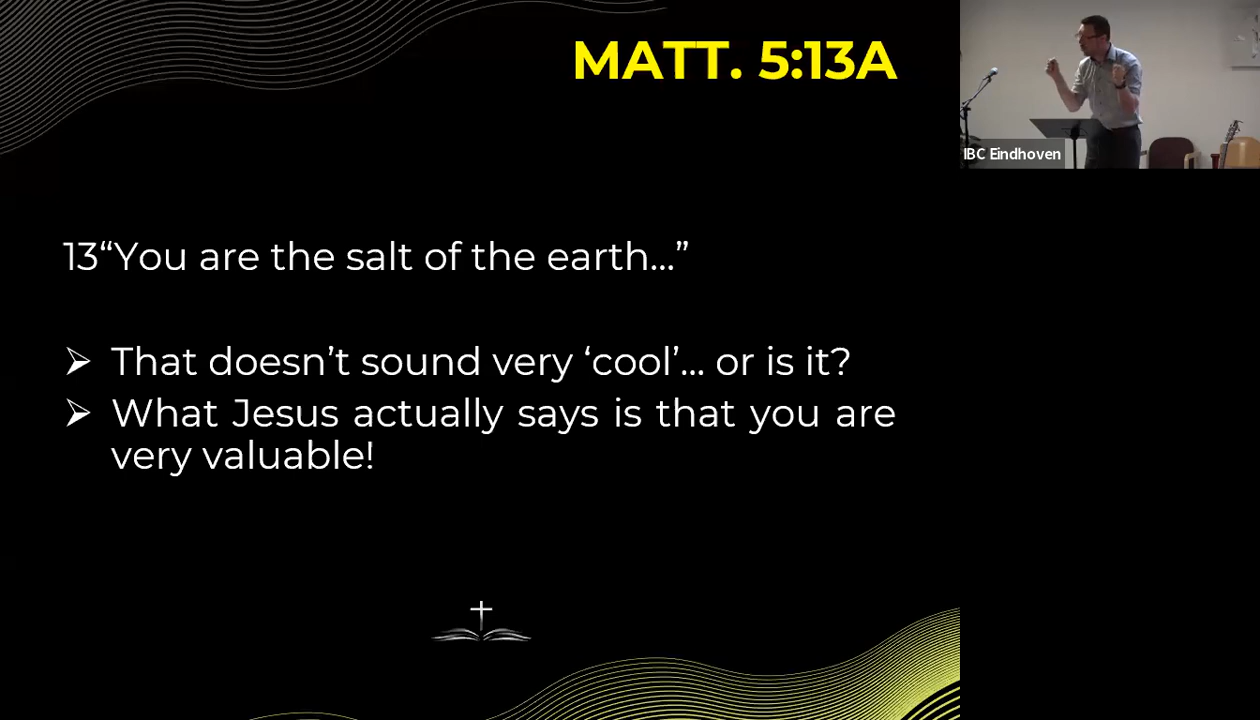 MATT. 5:13A
IBC Eindhoven
13“You are the salt of the earth...”
➢ That doesn’t sound very ‘cool’... or is it?
➢ What Jesus actually says is that you are
very valuable!